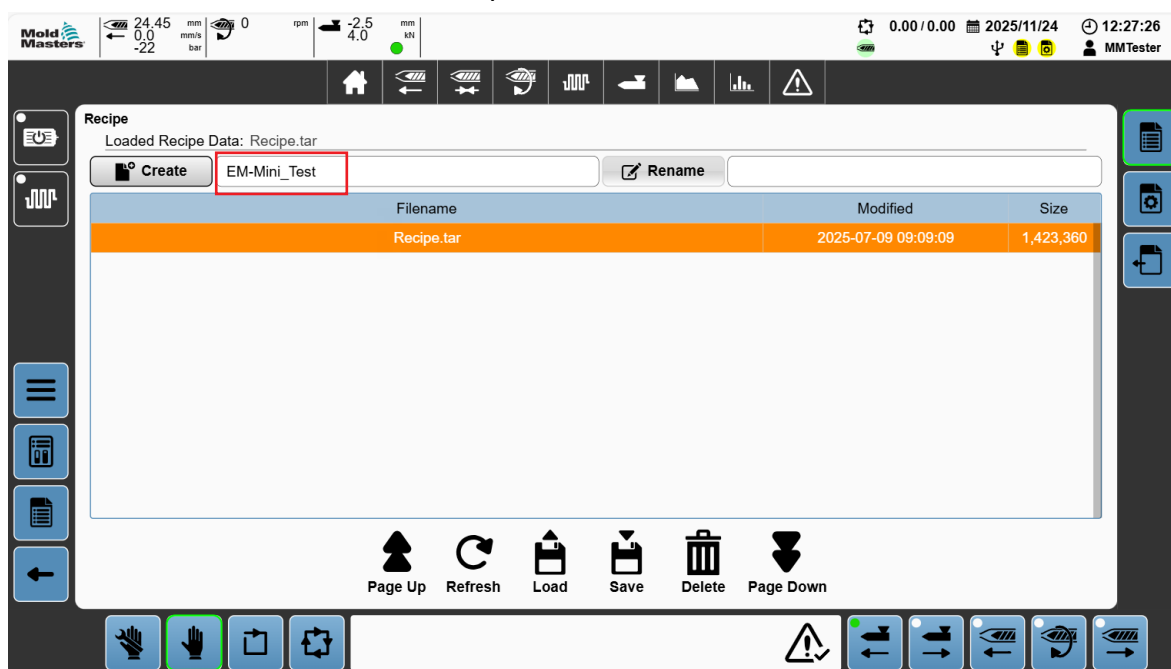 Mold
Masters
24.45 mm
0.0 mm/s
-22 bar
0 rpm
-2.5 mm
4.0 kN
0.00 / 0.00
2025/11/24
12:27:26
MMTester
Recipe
Loaded Recipe Data: Recipe.tar
Create
EM-Mini_Test
Rename
Filename Modified Size
Recipe.tar 2025-07-09 09:09:09 1,423,360
Page Up Refresh Load Save Delete Page Down